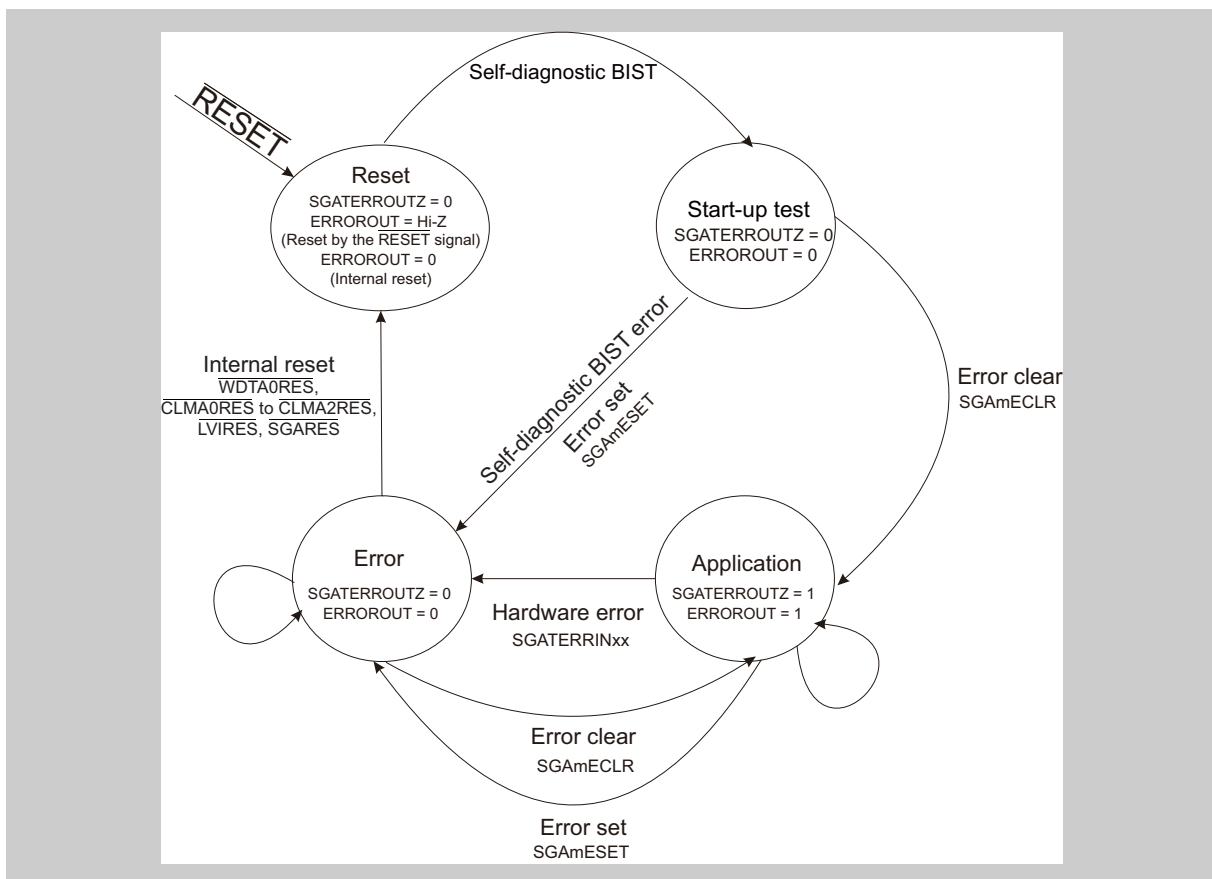 Self-diagnostic BIST
RESET
Reset
SGATERROUTZ = 0
ERROROUT = Hi-Z
(Reset by the RESET signal)
ERROROUT = 0
(Internal reset)
Start-up test
SGATERROUTZ = 0
ERROROUT = 0
Self-diagnostic BIST error
Error set
SGAmESET
Internal reset
WDTA0RES,
CLMA0RES to CLMA2RES,
LVIRES, SGARES
Error clear
SGAmECLR
Error
SGATERROUTZ = 0
ERROROUT = 0
Application
SGATERROUTZ = 1
ERROROUT = 1
Hardware error
SGATERRINxx
Error clear
SGAmECLR
Error set
SGAmESET